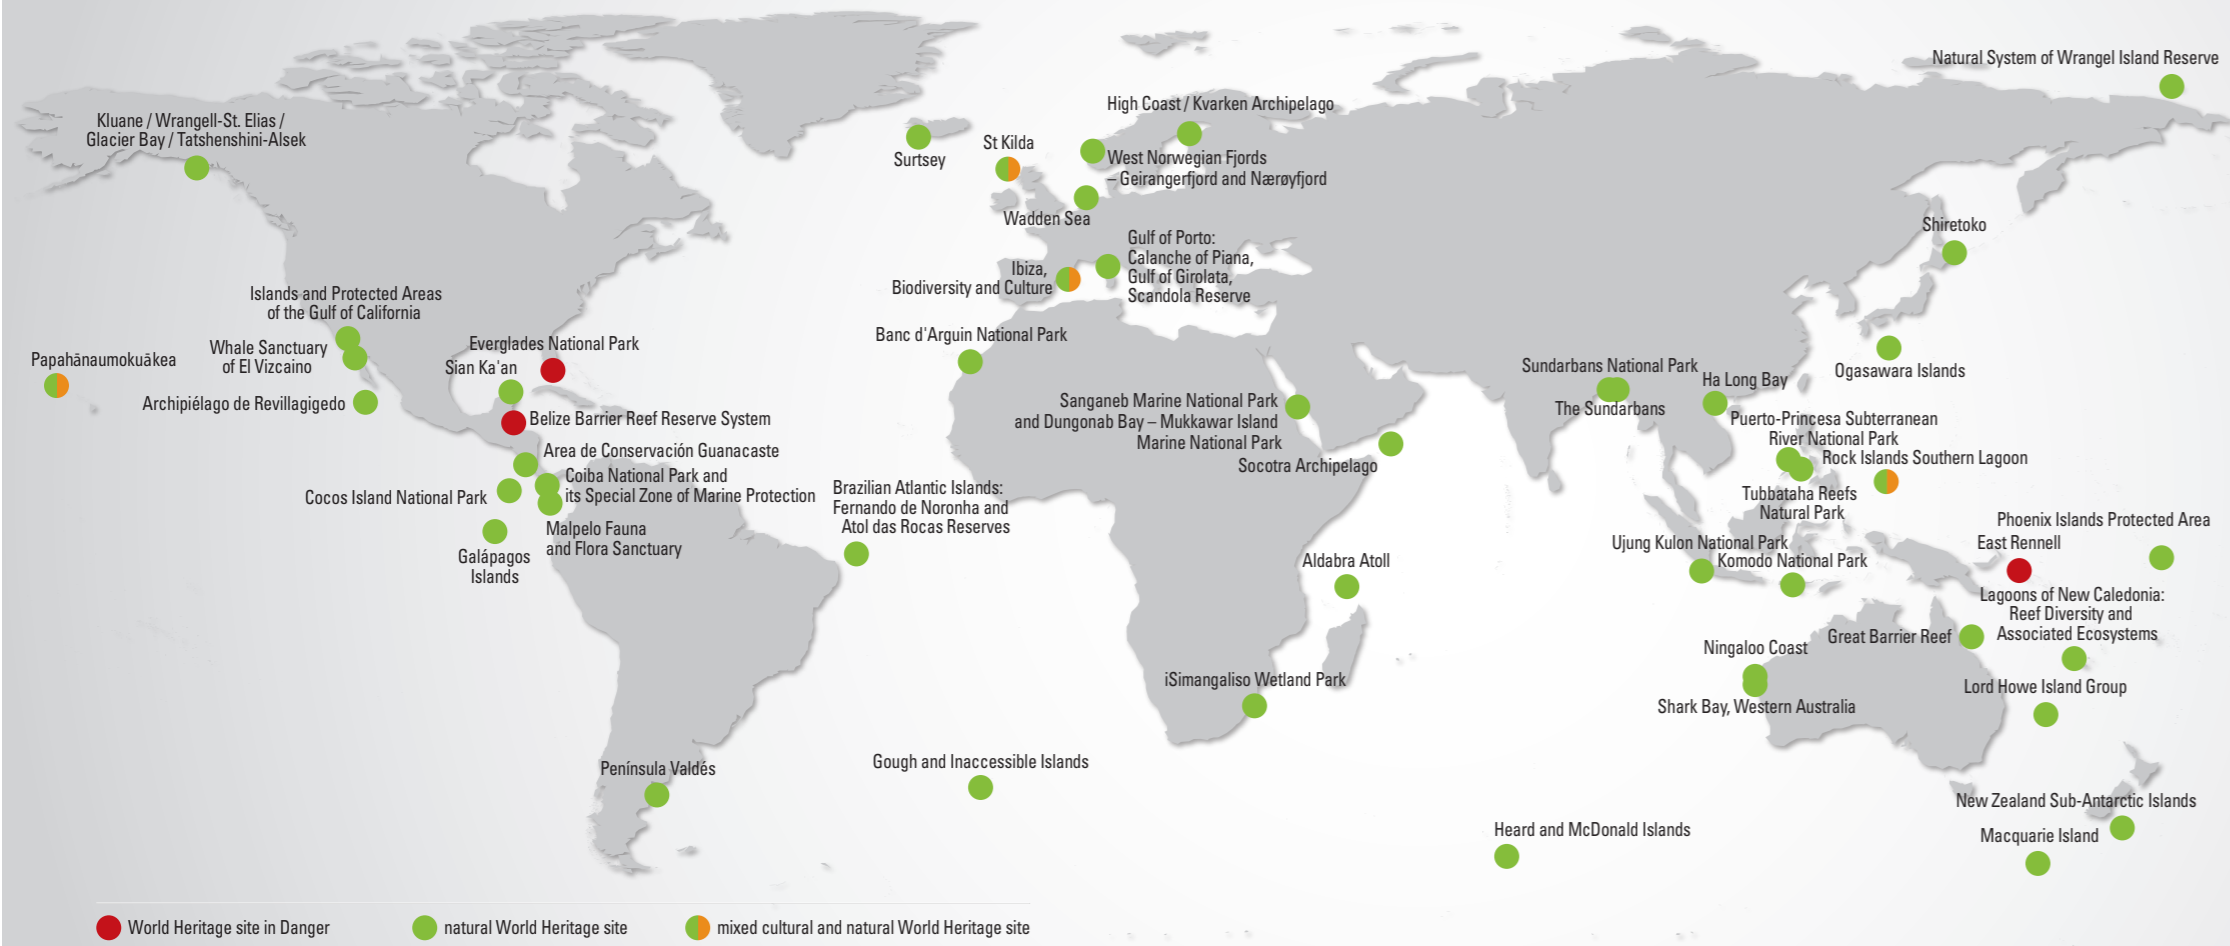 Natural System of Wrangel Island Reserve
High Coast / Kvarken Archipelago
Kluane / Wrangell-St. Elias /
Glacier Bay / Tatshenshini-Alsek
St Kilda
Surtsey
West Norwegian Fjords
– Geirangerfjord and Nærøyfjord
Wadden Sea
Shiretoko
Gulf of Porto:
Calanche of Piana,
Gulf of Girolata,
Scandola Reserve
Ibiza,
Biodiversity and Culture
Islands and Protected Areas
of the Gulf of California
Banc d'Arguin National Park
Everglades National Park
Whale Sanctuary
of El Vizcaino
Papahānaumokuākea
Sian Ka'an
Sundarbans National Park
Ogasawara Islands
Ha Long Bay
Archipiélago de Revillagigedo
Sanganeb Marine National Park
and Dungonab Bay – Mukkawar Island
Marine National Park
The Sundarbans
Belize Barrier Reef Reserve System
Puerto-Princesa Subterranean
River National Park
Area de Conservación Guanacaste
Rock Islands Southern Lagoon
Socotra Archipelago
Coiba National Park and
its Special Zone of Marine Protection
Cocos Island National Park
Brazilian Atlantic Islands:
Fernando de Noronha and
Atol das Rocas Reserves
Tubbataha Reefs
Natural Park
Malpelo Fauna
and Flora Sanctuary
Phoenix Islands Protected Area
Galápagos
Islands
Ujung Kulon National Park
East Rennell
Aldabra Atoll
Komodo National Park
Lagoons of New Caledonia:
Reef Diversity and
Associated Ecosystems
Great Barrier Reef
Ningaloo Coast
iSimangaliso Wetland Park
Lord Howe Island Group
Shark Bay, Western Australia
Gough and Inaccessible Islands
Península Valdés
New Zealand Sub-Antarctic Islands
Heard and McDonald Islands
Macquarie Island
World Heritage site in Danger
natural World Heritage site
mixed cultural and natural World Heritage site